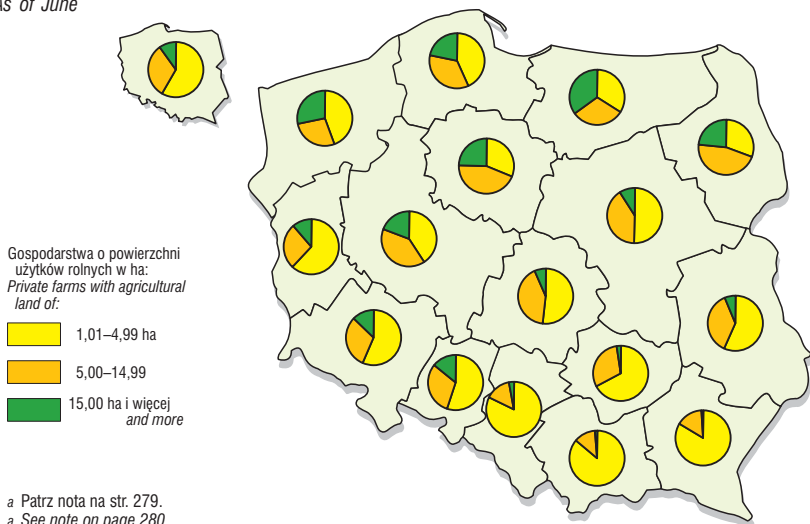 As of June
Gospodarstwa o powierzchni
użytków rolnych w ha:
Private farms with agricultural
land of:
1,01–4,99 ha
5,00–14,99
15,00 ha i więcej
and more
a Patrz nota na str. 279.
a See note on page 280